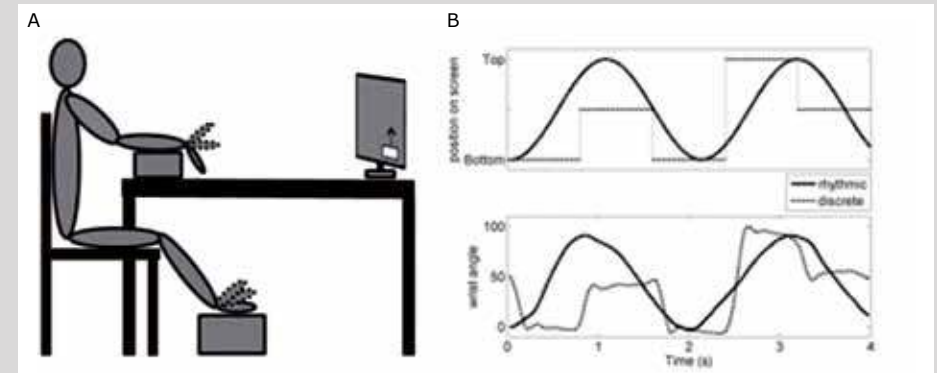 A
B
position on screen
Top
Bottom
rhythmic
discrete
wrist angle
100
50
0
0 1 2 3 4
Time (s)